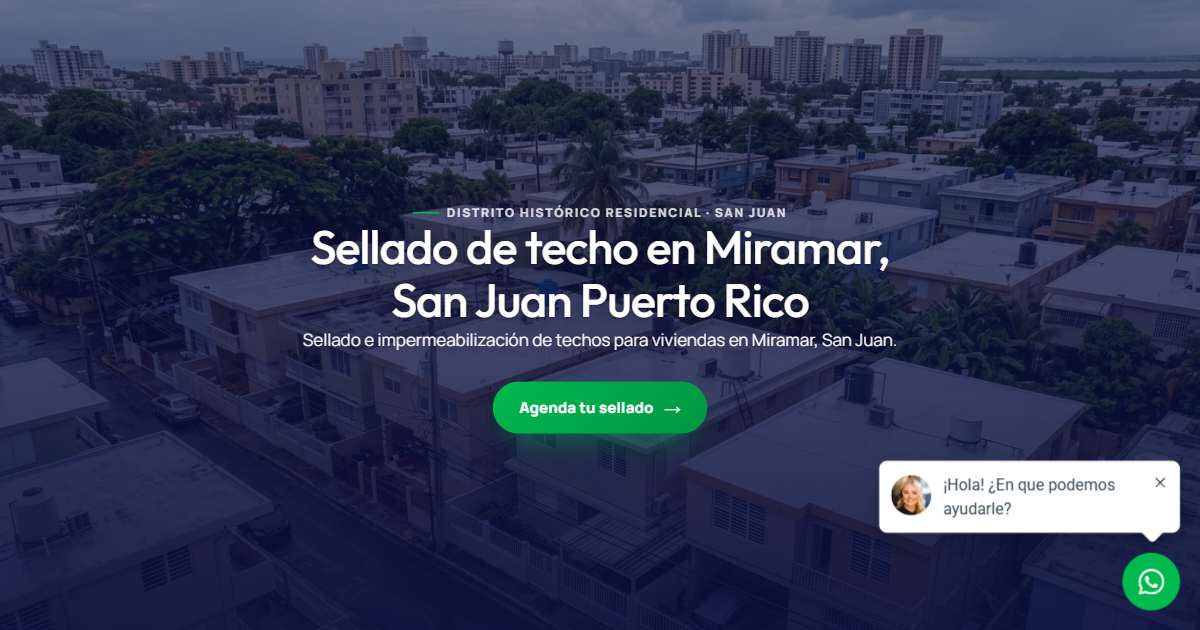 DISTRITO HISTÓRICO RESIDENCIAL · SAN JUAN
Sellado de techo en Miramar,
San Juan Puerto Rico
Sellado e impermeabilización de techos para viviendas en Miramar, San Juan.
Agenda tu sellado →
¡Hola! ¿En que podemos
ayudarle?